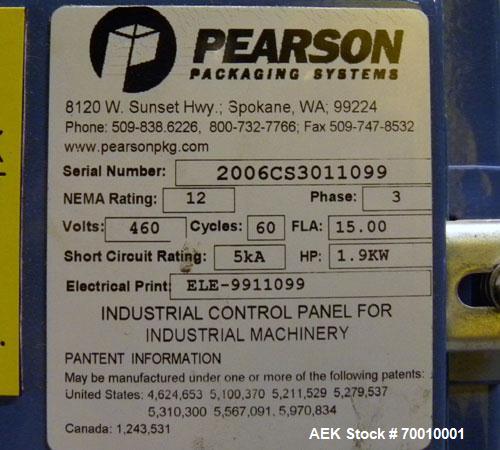 PEARSON
PACKAGING SYSTEMS
8120 W. Sunset Hwy.; Spokane, WA; 99224
Phone: 509-838.6226, 800-732-7766; Fax 509-747-8532
www.pearsonpkg.com
Serial Number: 2006CS3011099
NEMA Rating: 12 Phase: 3
Volts: 460 Cycles: 60 FLA: 15.00
Short Circuit Rating: 5kA HP: 1.9KW
Electrical Print: ELE-9911099
INDUSTRIAL CONTROL PANEL FOR
INDUSTRIAL MACHINERY
PANTENT INFORMATION
May be manufactured under one or more of the following patents:
United States: 4,624,653 5,100,370 5,211,529 5,279,537
5,310,300 5,567,091, 5,970,834
Canada: 1,243,531
AEK Stock # 70010001